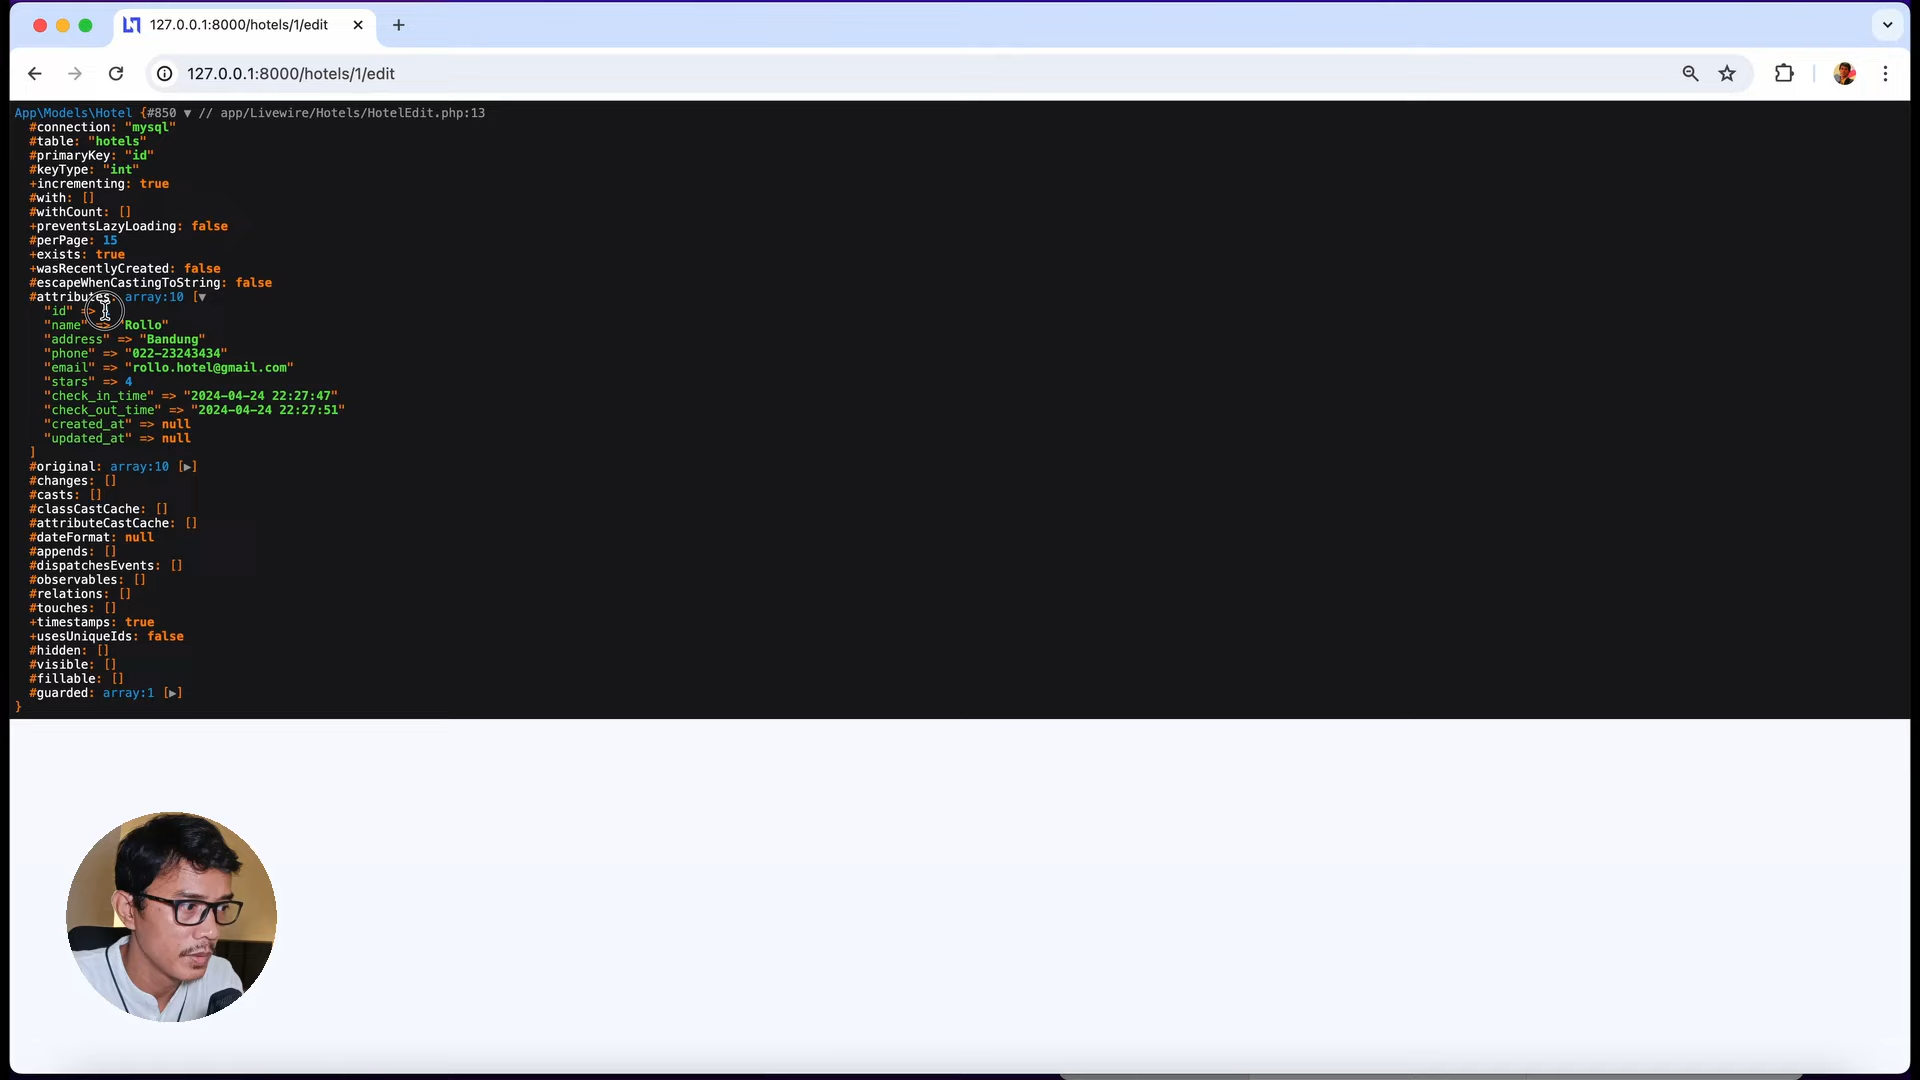 127.0.0.1:8000/hotels/1/edit
127.0.0.1:8000/hotels/1/edit
App\Models\Hotel {#850 ▼ // app/Livewire/Hotels/HotelEdit.php:13
#connection: "mysql"
#table: "hotels"
#primaryKey: "id"
#keyType: "int"
+incrementing: true
#with: []
#withCount: []
+preventsLazyLoading: false
#perPage: 15
+exists: true
+wasRecentlyCreated: false
#escapeWhenCastingToString: false
#attributes: array:10 [▼
"id" =>
"name" => "Rollo"
"address" => "Bandung"
"phone" => "022-23243434"
"email" => "rollo.hotel@gmail.com"
"stars" => 4
"check_in_time" => "2024-04-24 22:27:47"
"check_out_time" => "2024-04-24 22:27:51"
"created_at" => null
"updated_at" => null
]
#original: array:10 [▶]
#changes: []
#casts: []
#classCastCache: []
#attributeCastCache: []
#dateFormat: null
#appends: []
#dispatchesEvents: []
#observables: []
#relations: []
#touches: []
+timestamps: true
+usesUniqueIds: false
#hidden: []
#visible: []
#fillable: []
#guarded: array:1 [▶]
}